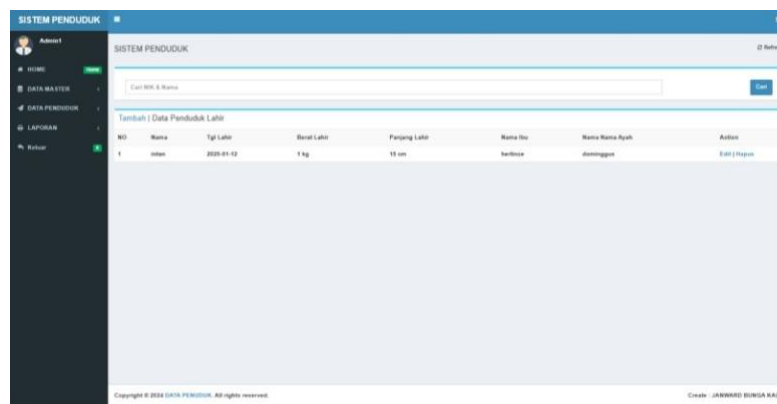 SISTEM PENDUDUK
Admin1
SISTEM PENDUDUK
HOME
Home
Cari NIK & Nama
Cari
DATA MASTER
DATA PENDUDUK
LAPORAN
Keluar
Tambah | Data Penduduk Lahir
NO Nama Tgl Lahir Berat Lahir Panjang Lahir Nama Ibu Nama Nama Ayah Action
1 intan 2020-01-12 1 kg 15 cm herlince dominggus Edit | Hapus
Copyright © 2024 DATA PENDUDUK. All rights reserved.
Create : JANWARD BUNGA